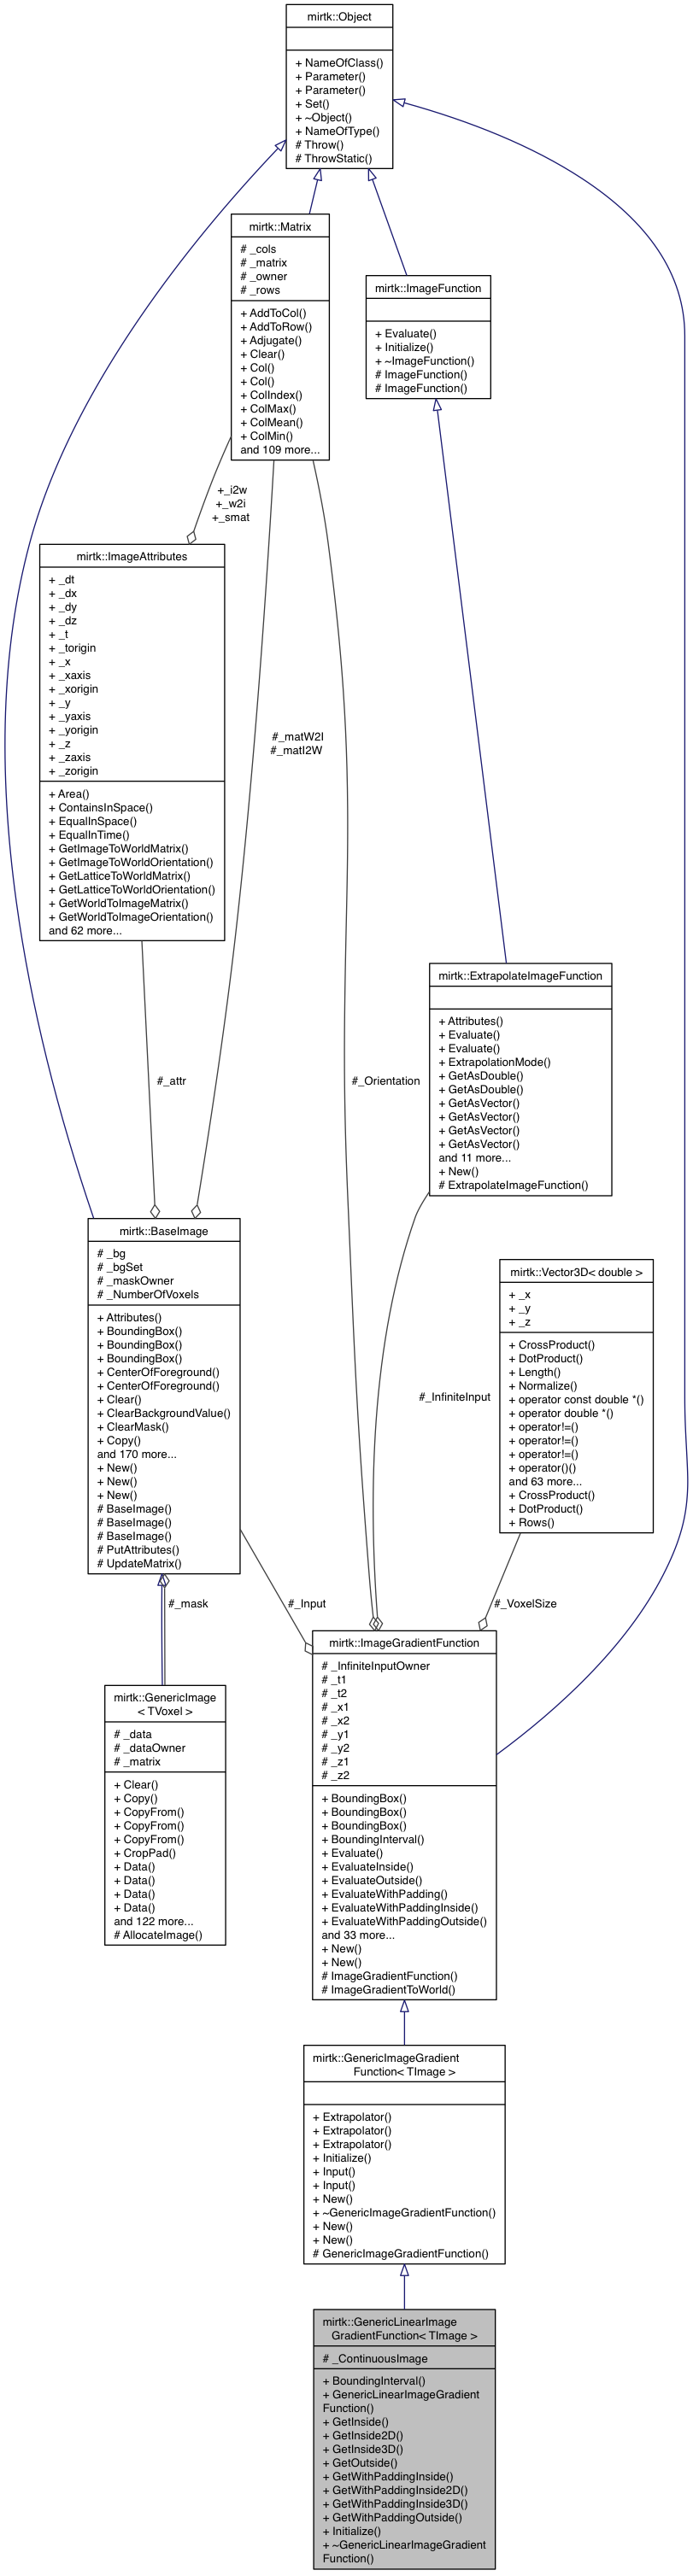 mirtk::Object
+ NameOfClass()
+ Parameter()
+ Parameter()
+ Set()
+ ~Object()
+ NameOfType()
# Throw()
# ThrowStatic()
mirtk::Matrix
# _cols
# _matrix
# _owner
# _rows
+ AddToCol()
+ AddToRow()
+ Adjugate()
+ Clear()
+ Col()
+ Col()
+ ColIndex()
+ ColMax()
+ ColMean()
+ ColMin()
and 109 more...
mirtk::ImageFunction
+ Evaluate()
+ Initialize()
+ ~ImageFunction()
# ImageFunction()
# ImageFunction()
+_i2w
+_w2i
+_smat
mirtk::ImageAttributes
+ _dt
+ _dx
+ _dy
+ _dz
+ _t
+ _torigin
+ _x
+ _xaxis
+ _xorigin
+ _y
+ _yaxis
+ _yorigin
+ _z
+ _zaxis
+ _zorigin
+ Area()
+ ContainsInSpace()
+ EqualInSpace()
+ EqualInTime()
+ GetImageToWorldMatrix()
+ GetImageToWorldOrientation()
+ GetLatticeToWorldMatrix()
+ GetLatticeToWorldOrientation()
+ GetWorldToImageMatrix()
+ GetWorldToImageOrientation()
and 62 more...
#_matW2I
#_matI2W
mirtk::ExtrapolateImageFunction
+ Attributes()
+ Evaluate()
+ Evaluate()
+ ExtrapolationMode()
+ GetAsDouble()
+ GetAsDouble()
+ GetAsVector()
+ GetAsVector()
+ GetAsVector()
+ GetAsVector()
and 11 more...
+ New()
# ExtrapolateImageFunction()
#_attr
#_Orientation
mirtk::BaseImage
# _bg
# _bgSet
# _maskOwner
# _NumberOfVoxels
+ Attributes()
+ BoundingBox()
+ BoundingBox()
+ BoundingBox()
+ CenterOfForeground()
+ CenterOfForeground()
+ Clear()
+ ClearBackgroundValue()
+ ClearMask()
+ Copy()
and 170 more...
+ New()
+ New()
+ New()
# BaseImage()
# BaseImage()
# BaseImage()
# PutAttributes()
# UpdateMatrix()
mirtk::Vector3D< double >
+ _x
+ _y
+ _z
+ CrossProduct()
+ DotProduct()
+ Length()
+ Normalize()
+ operator const double *()
+ operator double *()
+ operator!=()
+ operator!=()
+ operator!=()
+ operator()()
and 63 more...
+ CrossProduct()
+ DotProduct()
+ Rows()
#_InfiniteInput
#_mask
#_Input
#_VoxelSize
mirtk::GenericImage
< TVoxel >
# _data
# _dataOwner
# _matrix
+ Clear()
+ Copy()
+ CopyFrom()
+ CopyFrom()
+ CopyFrom()
+ CropPad()
+ Data()
+ Data()
+ Data()
+ Data()
and 122 more...
# AllocateImage()
mirtk::ImageGradientFunction
# _InfiniteInputOwner
# _t1
# _t2
# _x1
# _x2
# _y1
# _y2
# _z1
# _z2
+ BoundingBox()
+ BoundingBox()
+ BoundingBox()
+ BoundingInterval()
+ Evaluate()
+ EvaluateInside()
+ EvaluateOutside()
+ EvaluateWithPadding()
+ EvaluateWithPaddingInside()
+ EvaluateWithPaddingOutside()
and 33 more...
+ New()
+ New()
# ImageGradientFunction()
# ImageGradientToWorld()
mirtk::GenericImageGradient
Function< TImage >
+ Extrapolator()
+ Extrapolator()
+ Extrapolator()
+ Initialize()
+ Input()
+ Input()
+ New()
+ ~GenericImageGradientFunction()
+ New()
+ New()
# GenericImageGradientFunction()
mirtk::GenericLinearImage
GradientFunction< TImage >
# _ContinuousImage
+ BoundingInterval()
+ GenericLinearImageGradient
Function()
+ GetInside()
+ GetInside2D()
+ GetInside3D()
+ GetOutside()
+ GetWithPaddingInside()
+ GetWithPaddingInside2D()
+ GetWithPaddingInside3D()
+ GetWithPaddingOutside()
+ Initialize()
+ ~GenericLinearImageGradient
Function()